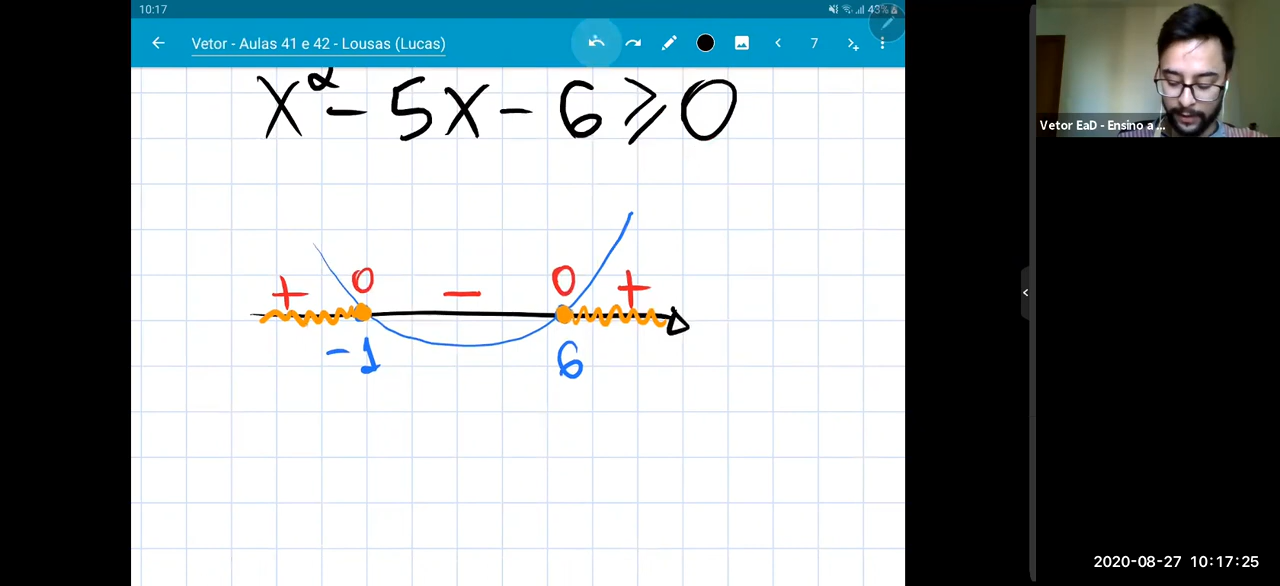 10:17
43%
Vetor - Aulas 41 e 42 - Lousas (Lucas)
7
x² - 5x - 6 ⩾ 0
+ 0 - 0 +
-1 6
Vetor EaD - Ensino a ...
2020-08-27 10:17:25